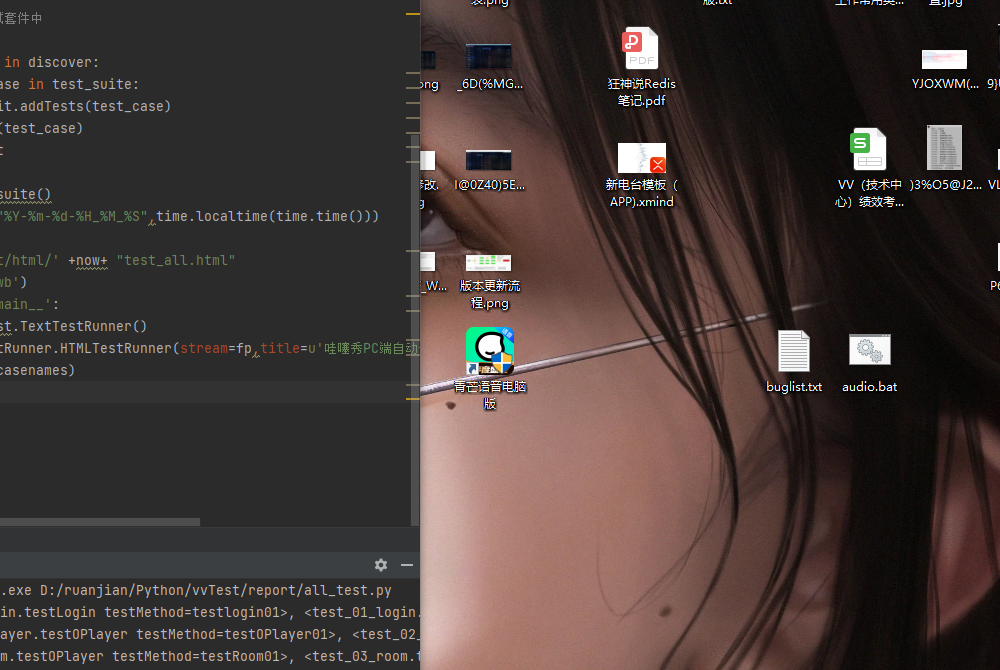 试套件中
in discover:
ase in test_suite:
it.addTests(test_case)
(test_case)
t
suite()
"%Y-%m-%d-%H_%M_%S",time.localtime(time.time()))
t/html/' +now+ "test_all.html"
wb')
main__':
st.TextTestRunner()
tRunner.HTMLTestRunner(stream=fp,title=u'哇噻秀PC端自动
casenames)
.exe D:/ruanjian/Python/vvTest/report/all_test.py
in.testLogin testMethod=testlogin01>, <test_01_login.
ayer.testOPlayer testMethod=testOPlayer01>, <test_02_
m.testOPlayer testMethod=testRoom01>, <test_03_room.t
表.png
版.txt
工作常用英...
置.jpg
ong
_6D(%MG...
PDF
狂神说Redis
笔记.pdf
YJOXWM(...
9}U
修改.
g
I@0Z40)5E...
新电台模板（
APP).xmind
VV（技术中
心）绩效考...
)3%O5@J2...
VL
_W...
版本更新流
程.png
P6
青芒语音电脑
版
buglist.txt
audio.bat